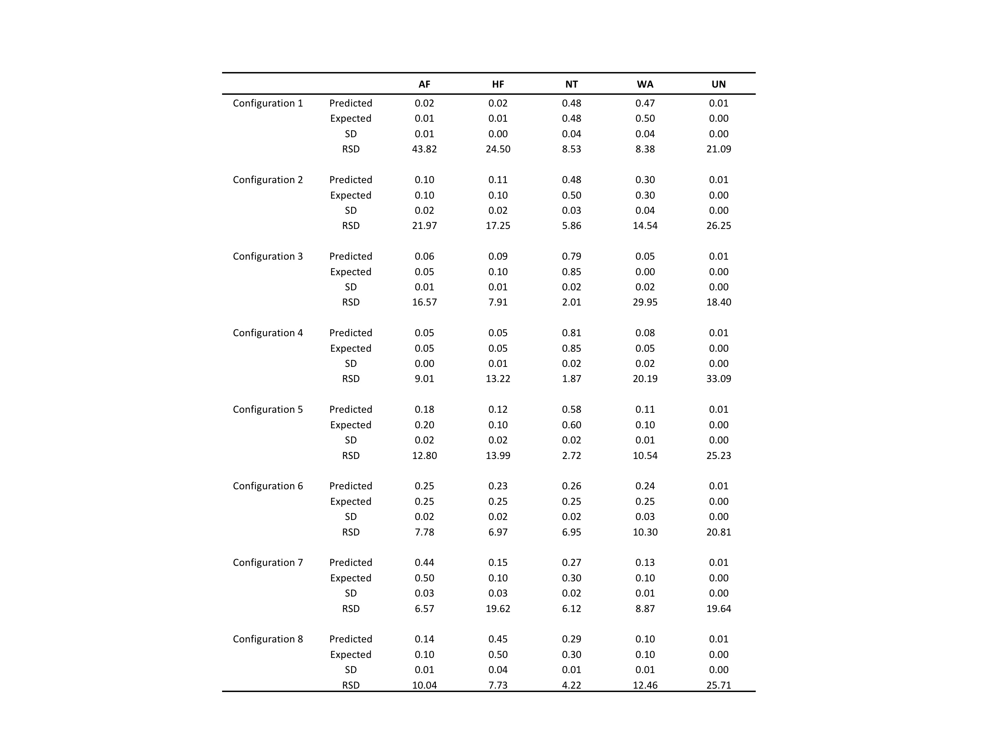 AF HF NT WA UN
Configuration 1 Predicted 0.02 0.02 0.48 0.47 0.01
Expected 0.01 0.01 0.48 0.50 0.00
SD 0.01 0.00 0.04 0.04 0.00
RSD 43.82 24.50 8.53 8.38 21.09
Configuration 2 Predicted 0.10 0.11 0.48 0.30 0.01
Expected 0.10 0.10 0.50 0.30 0.00
SD 0.02 0.02 0.03 0.04 0.00
RSD 21.97 17.25 5.86 14.54 26.25
Configuration 3 Predicted 0.06 0.09 0.79 0.05 0.01
Expected 0.05 0.10 0.85 0.00 0.00
SD 0.01 0.01 0.02 0.02 0.00
RSD 16.57 7.91 2.01 29.95 18.40
Configuration 4 Predicted 0.05 0.05 0.81 0.08 0.01
Expected 0.05 0.05 0.85 0.05 0.00
SD 0.00 0.01 0.02 0.02 0.00
RSD 9.01 13.22 1.87 20.19 33.09
Configuration 5 Predicted 0.18 0.12 0.58 0.11 0.01
Expected 0.20 0.10 0.60 0.10 0.00
SD 0.02 0.02 0.02 0.01 0.00
RSD 12.80 13.99 2.72 10.54 25.23
Configuration 6 Predicted 0.25 0.23 0.26 0.24 0.01
Expected 0.25 0.25 0.25 0.25 0.00
SD 0.02 0.02 0.02 0.03 0.00
RSD 7.78 6.97 6.95 10.30 20.81
Configuration 7 Predicted 0.44 0.15 0.27 0.13 0.01
Expected 0.50 0.10 0.30 0.10 0.00
SD 0.03 0.03 0.02 0.01 0.00
RSD 6.57 19.62 6.12 8.87 19.64
Configuration 8 Predicted 0.14 0.45 0.29 0.10 0.01
Expected 0.10 0.50 0.30 0.10 0.00
SD 0.01 0.04 0.01 0.01 0.00
RSD 10.04 7.73 4.22 12.46 25.71